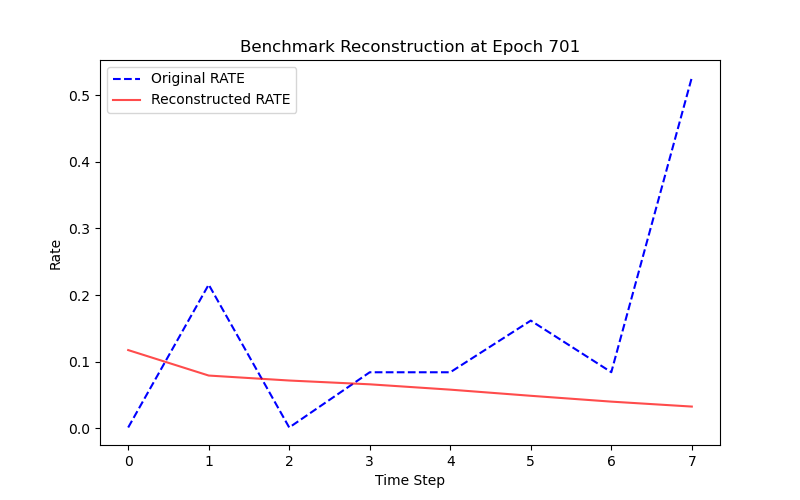 Benchmark Reconstruction at Epoch 701
Original RATE
Reconstructed RATE
0.5
0.4
0.3
0.2
0.1
0.0
Rate
0 1 2 3 4 5 6 7
Time Step